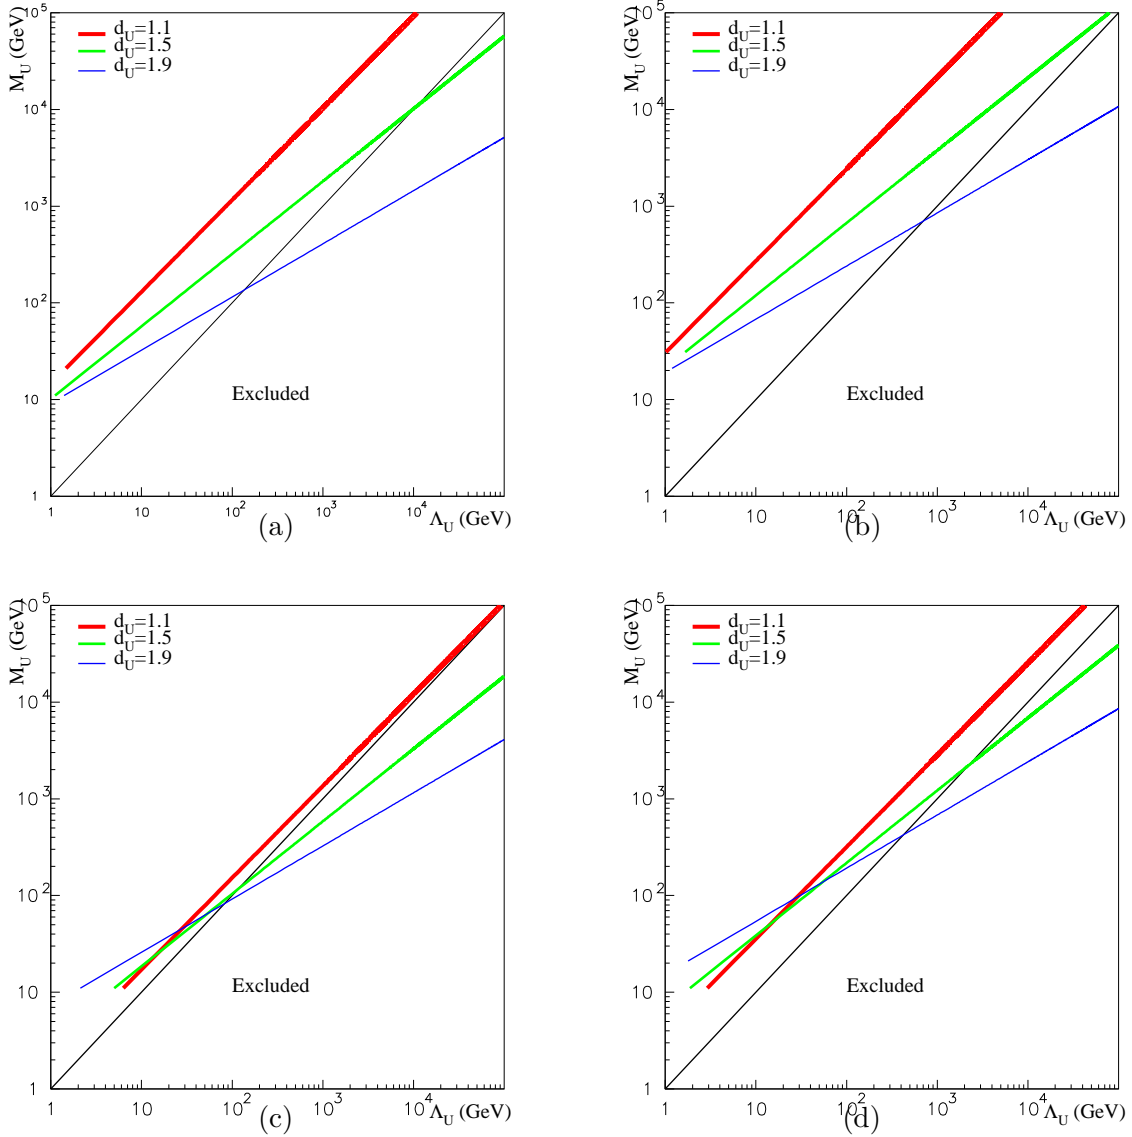 M_U (GeV)
10^5
10^4
10^3
10^2
10
1
d_U=1.1
d_U=1.5
d_U=1.9
Excluded
1 10 10^2 10^3 10^4
Λ_U (GeV)
(a)
M_U (GeV)
10^5
10^4
10^3
10^2
10
1
d_U=1.1
d_U=1.5
d_U=1.9
Excluded
1 10 10^2 10^3 10^4
Λ_U (GeV)
(b)
M_U (GeV)
10^5
10^4
10^3
10^2
10
1
d_U=1.1
d_U=1.5
d_U=1.9
Excluded
1 10 10^2 10^3 10^4
Λ_U (GeV)
(c)
M_U (GeV)
10^5
10^4
10^3
10^2
10
1
d_U=1.1
d_U=1.5
d_U=1.9
Excluded
1 10 10^2 10^3 10^4
Λ_U (GeV)
(d)